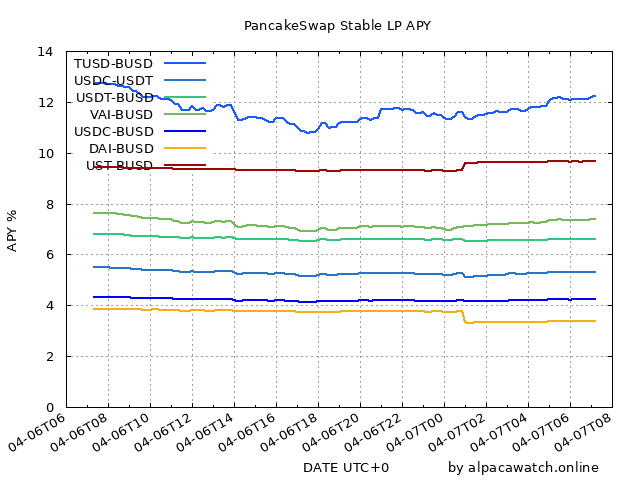 PancakeSwap Stable LP APY
14
12
10
8
6
4
2
0
APY %
TUSD-BUSD
USDC-USDT
USDT-BUSD
VAI-BUSD
USDC-BUSD
DAI-BUSD
UST-BUSD
04-06T06
04-06T08
04-06T10
04-06T12
04-06T14
04-06T16
04-06T18
04-06T20
04-06T22
04-07T00
04-07T02
04-07T04
04-07T06
04-07T08
DATE UTC+0
by alpacawatch.online